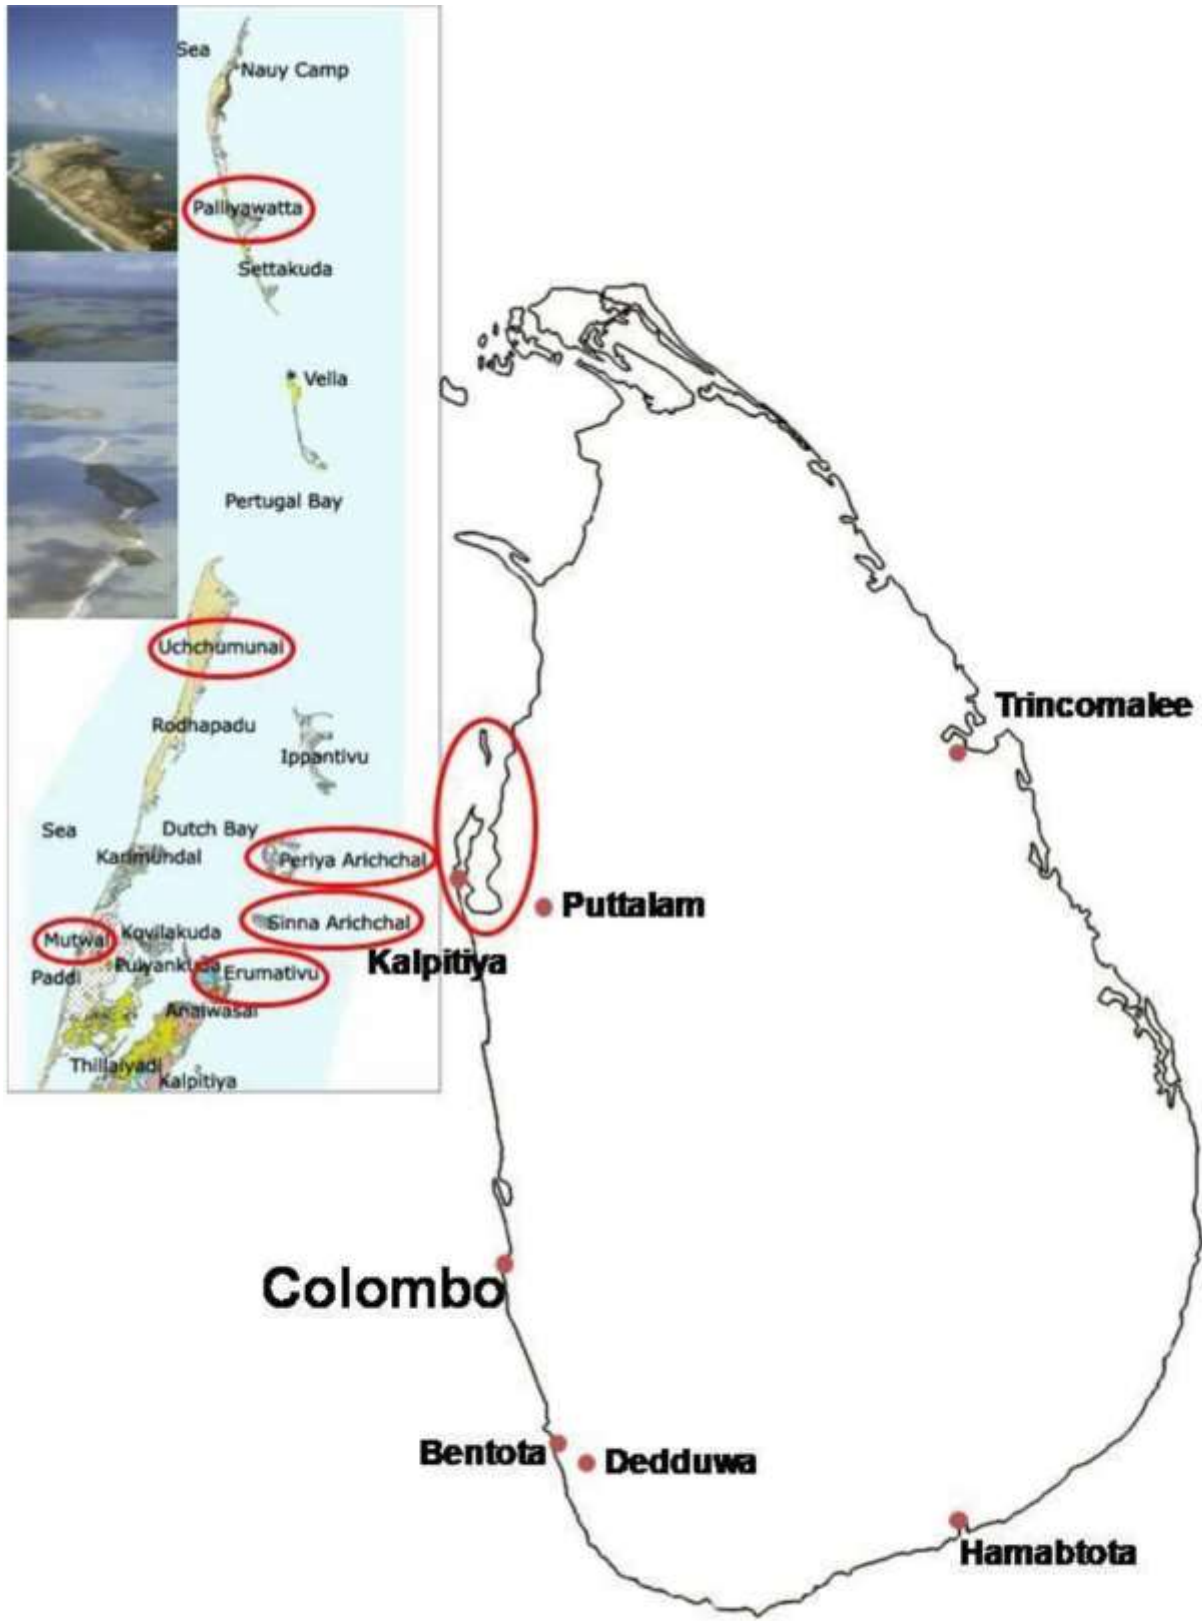 Sea
Nauy Camp
Palliyawatta
Settakuda
Vella
Pertugal Bay
Uchchumunai
Rodhapadu
Ippantivu
Sea
Dutch Bay
Karimundal
Periya Arichchal
Sinna Arichchal
Mutwal
Kovilakuda
Paddi
Pulyankuda
Erumativu
Anaiwasal
Thillaiyadi
Kalpitiya
Trincomalee
Puttalam
Kalpitiya
Colombo
Bentota
Dedduwa
Hamabtota